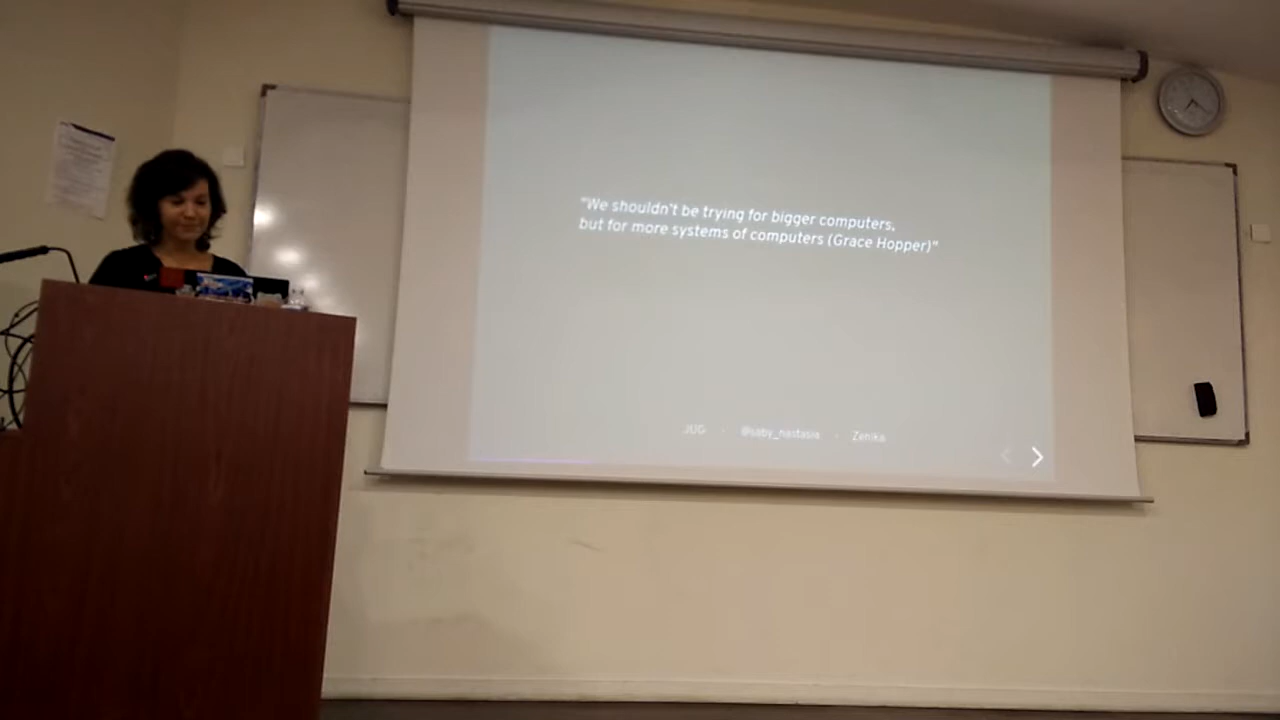 "We shouldn't be trying for bigger computers,
but for more systems of computers (Grace Hopper)"
JUG - @saby_nastasia - Zenika